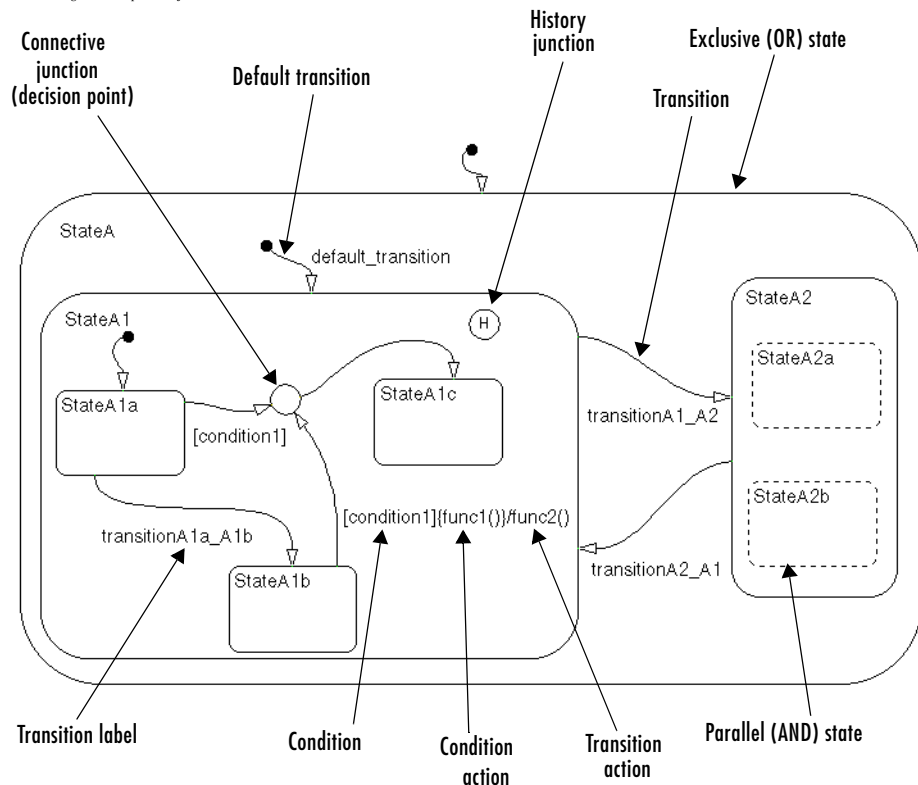 Connective
junction
(decision point)
Default transition
History
junction
Exclusive (OR) state
Transition
StateA
default_transition
StateA1
H
StateA2
StateA2a
StateA1a
StateA1c
[condition1]
transitionA1_A2
StateA2b
[condition1]{func1()}/func2()
transitionA1a_A1b
transitionA2_A1
StateA1b
Transition label
Condition
Condition
action
Transition
action
Parallel (AND) state